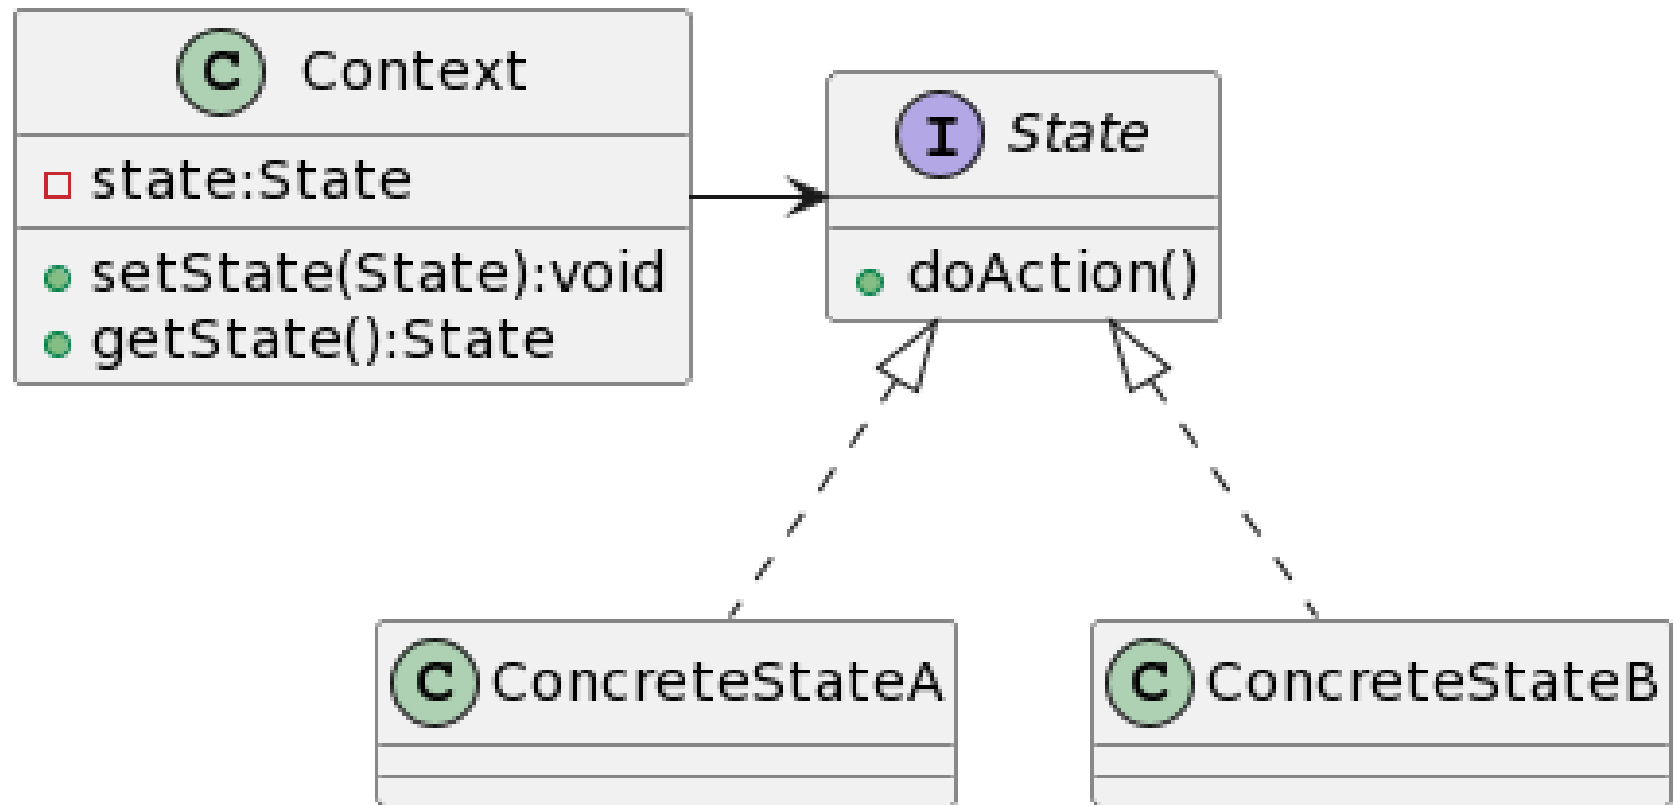 C Context
state:State
setState(State):void
getState():State
I State
doAction()
C ConcreteStateA
C ConcreteStateB